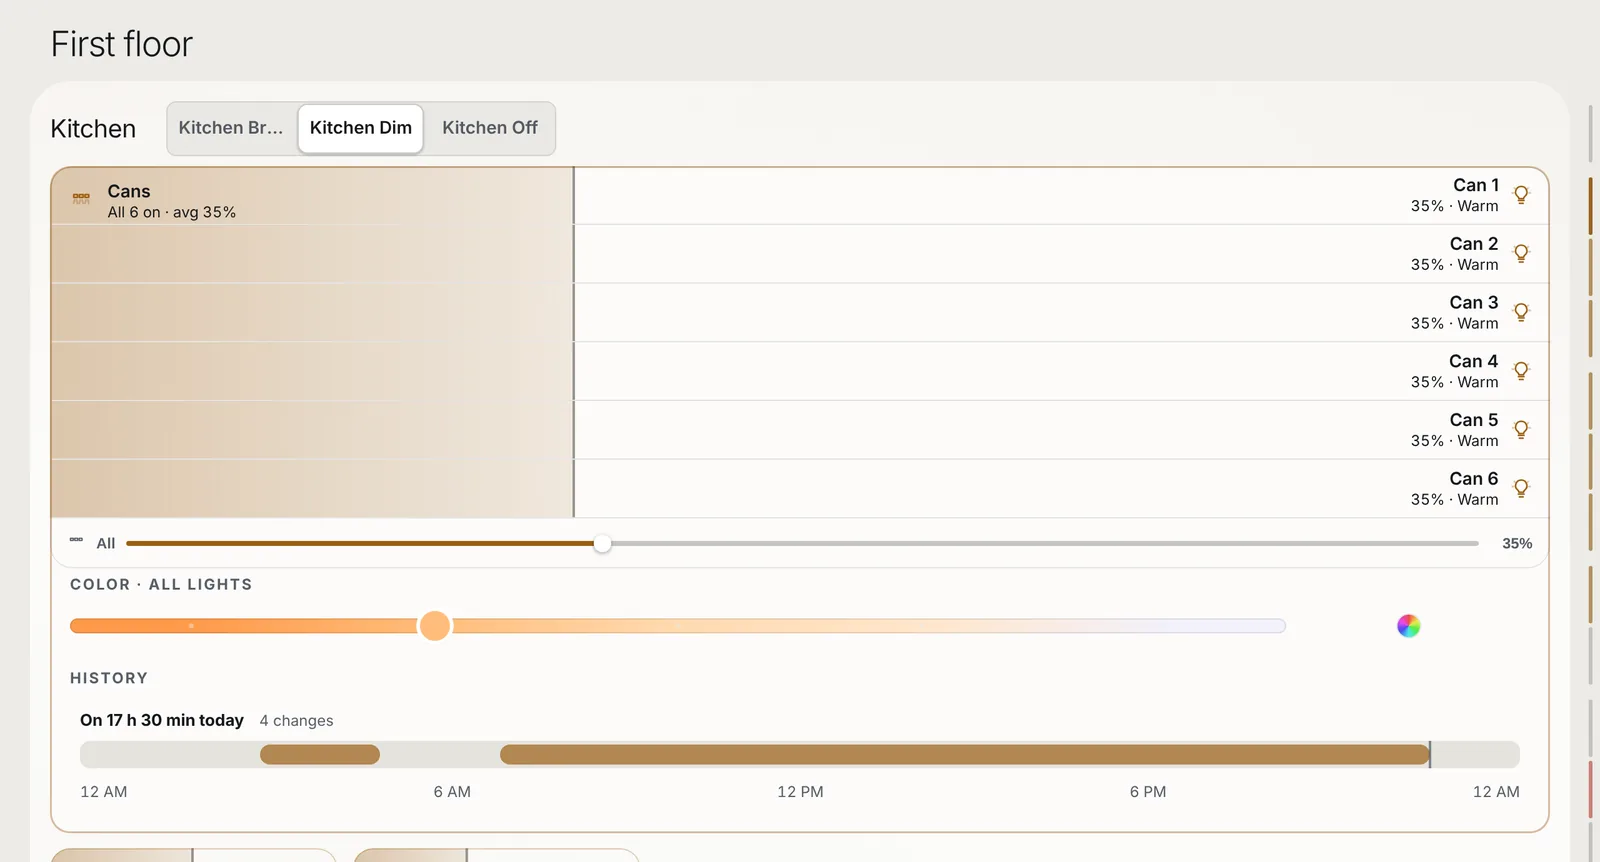 First floor
Kitchen
Kitchen Br...
Kitchen Dim
Kitchen Off
Cans
All 6 on · avg 35%
Can 1
35% · Warm
Can 2
35% · Warm
Can 3
35% · Warm
Can 4
35% · Warm
Can 5
35% · Warm
Can 6
35% · Warm
All
35%
COLOR · ALL LIGHTS
HISTORY
On 17 h 30 min today 4 changes
12 AM 6 AM 12 PM 6 PM 12 AM